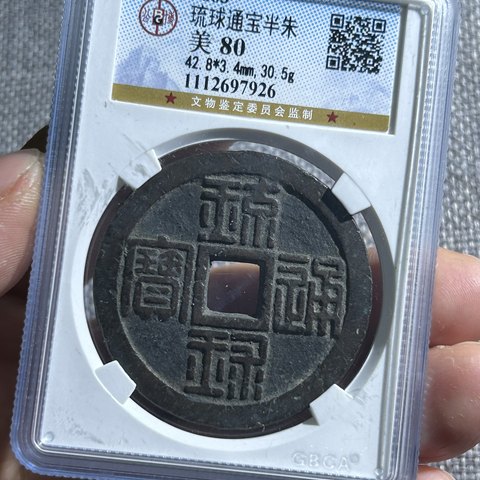 琉球通宝半朱
美 80
42.8*3.4mm,30.5g
1112697926
★ 文物鉴定委员会监制 ★
琉
球
通
寶
GBCA